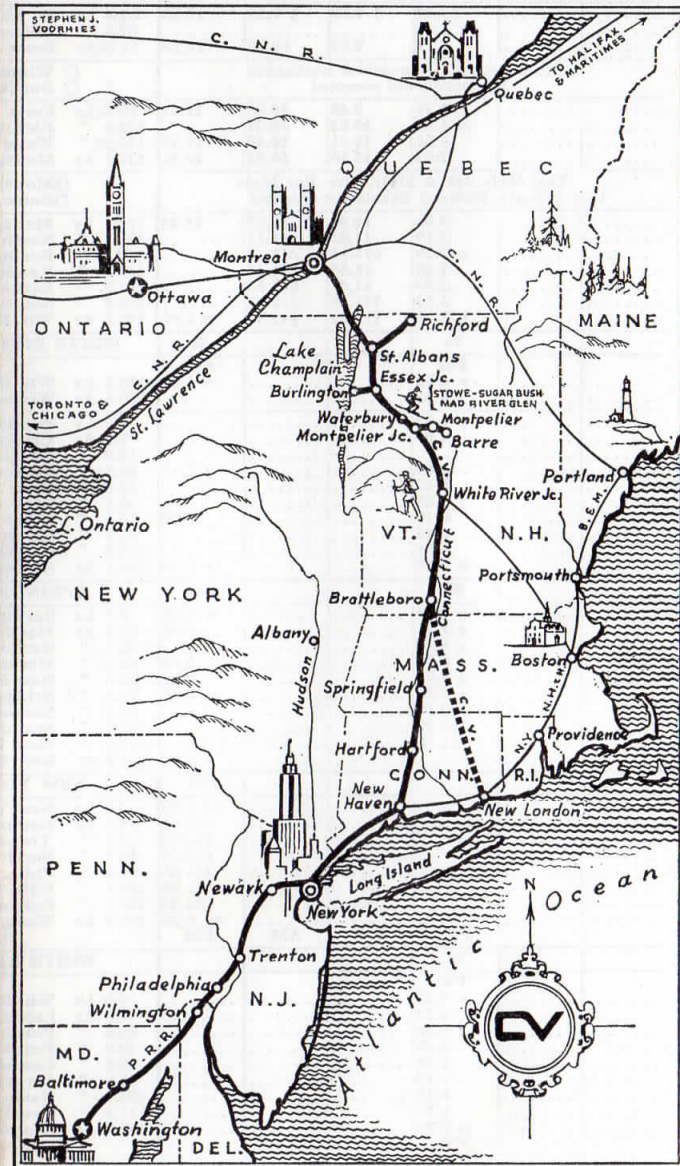 STEPHEN J.
VOORHIES
C. N. R.
TO HALIFAX
& MARITIMES
Quebec
QUEBEC
Montreal
Ottawa
C. N. R.
ONTARIO
MAINE
Richford
Lake
Champlain
St. Albans
Essex Jc.
C. N. R.
St. Lawrence
TORONTO &
CHICAGO
Burlington
STOWE-SUGARBUSH
MAD RIVER GLEN
Waterbury
Montpelier
Montpelier Jc.
Barre
C. V.
Portland
White River Jc.
L. Ontario
VT.
N.H.
B. & M.
Connecticut
Portsmouth
NEW YORK
Brattleboro
Albany
Hudson
MASS.
Boston
Springfield
C. V.
N.Y. N.H. & H.
Providence
Hartford
CONN.
R.I.
New
Haven
New London
PENN.
Newark
Long Island
New York
N
Atlantic Ocean
Trenton
Philadelphia
N.J.
Wilmington
CV
MD.
P. R. R.
Baltimore
Washington
DEL.